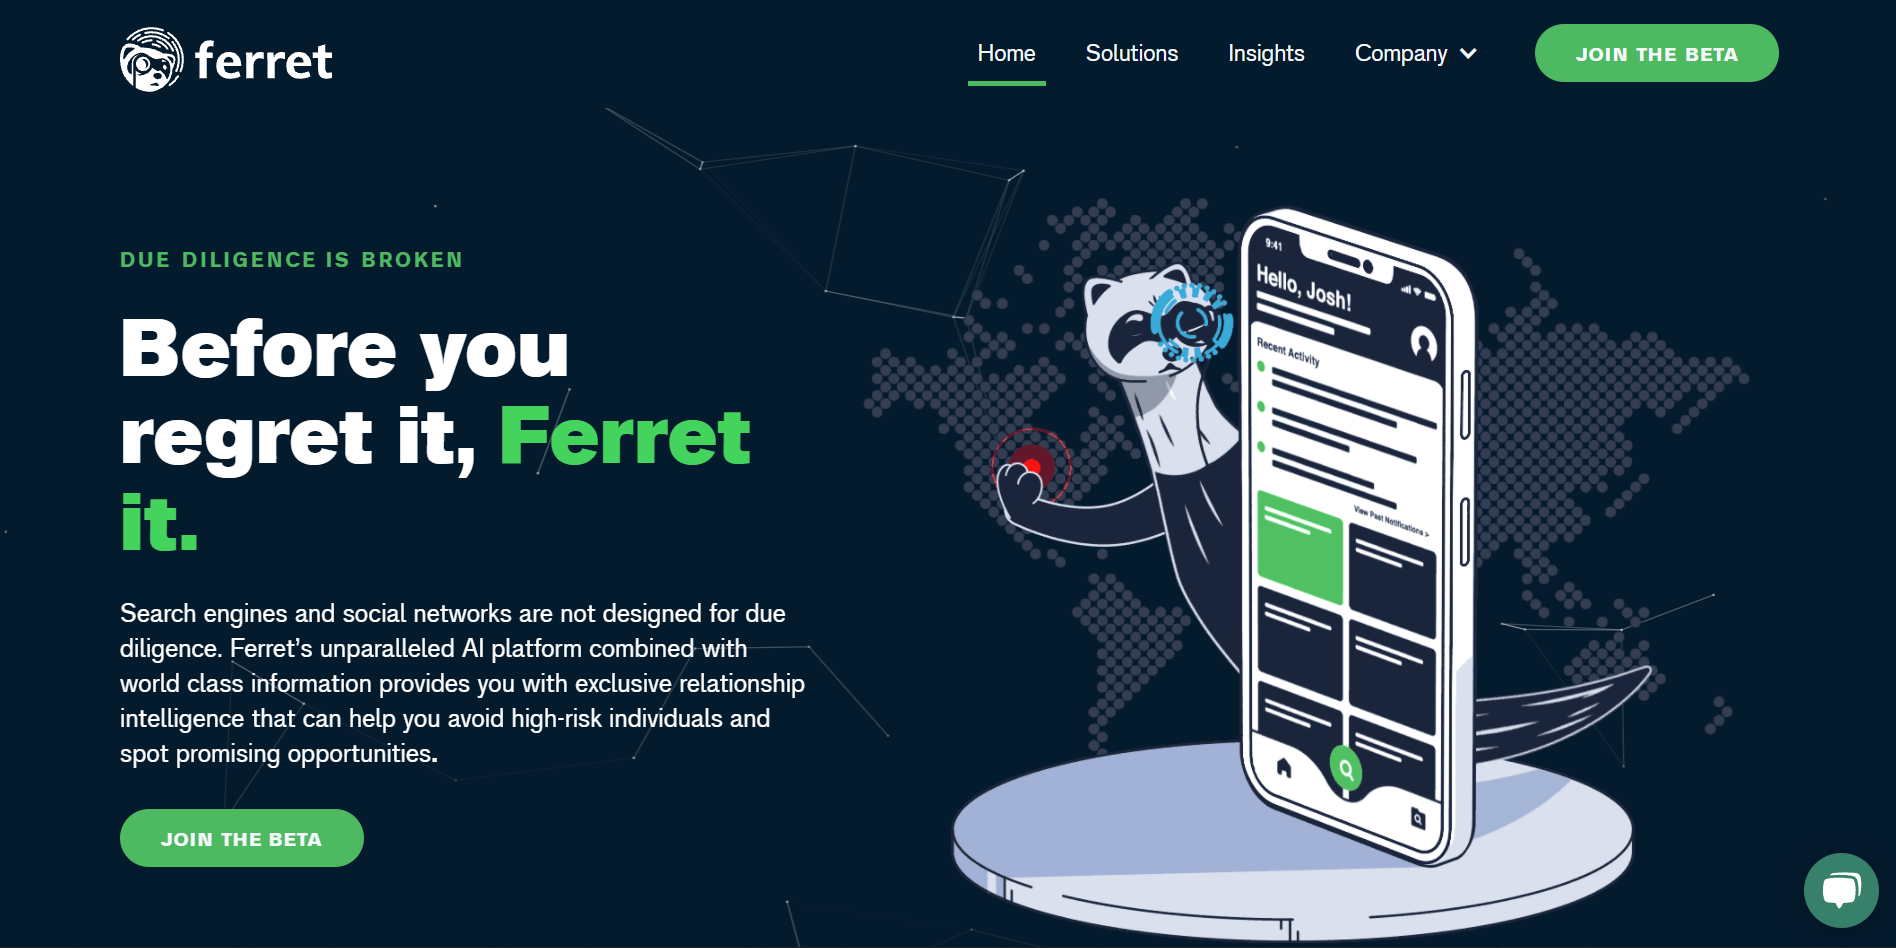 ferret
Home
Solutions
Insights
Company
JOIN THE BETA
DUE DILIGENCE IS BROKEN
Before you
regret it, Ferret
it.
Search engines and social networks are not designed for due
diligence. Ferret’s unparalleled AI platform combined with
world class information provides you with exclusive relationship
intelligence that can help you avoid high-risk individuals and
spot promising opportunities.
JOIN THE BETA
9:41
Hello, Josh!
Recent Activity
View Past Notifications >